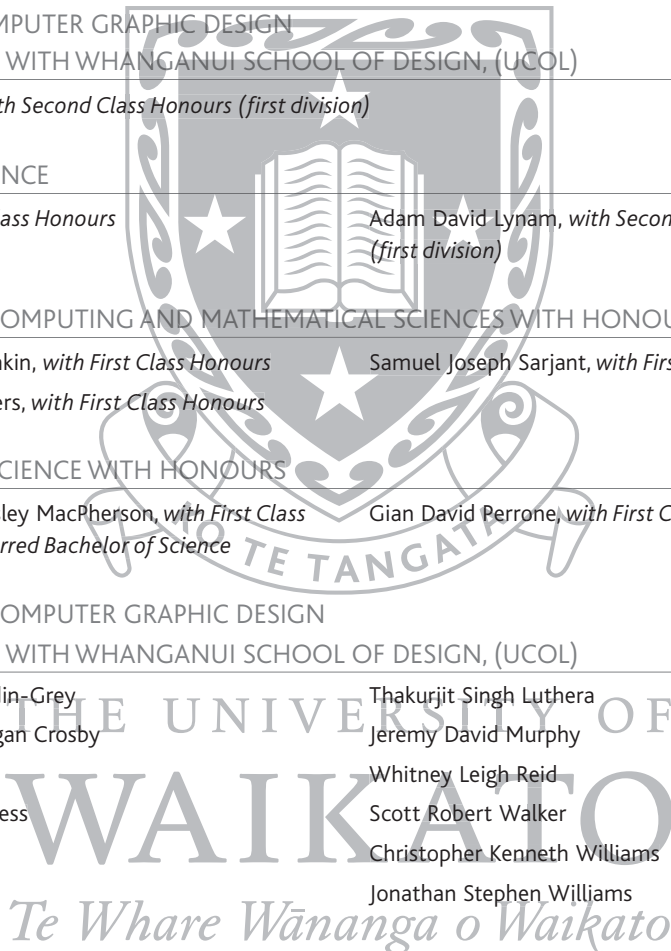 MPUTER GRAPHIC DESIGN
WITH WHANGANUI SCHOOL OF DESIGN, (UCOL)
th Second Class Honours (first division)
NCE
ass Honours
Adam David Lynam, with Secon
(first division)
OMPUTING AND MATHEMATICAL SCIENCES WITH HONOU
kin, with First Class Honours
Samuel Joseph Sarjant, with Firs
ers, with First Class Honours
CIENCE WITH HONOURS
ley MacPherson, with First Class
rred Bachelor of Science
Gian David Perrone, with First C
KO TE TANGATA
OMPUTER GRAPHIC DESIGN
WITH WHANGANUI SCHOOL OF DESIGN, (UCOL)
lin-Grey
gan Crosby
ess
Thakurjit Singh Luthera
Jeremy David Murphy
Whitney Leigh Reid
Scott Robert Walker
Christopher Kenneth Williams
Jonathan Stephen Williams
THE UNIVERSITY OF
WAIKATO
Te Whare Wānanga o Waikato